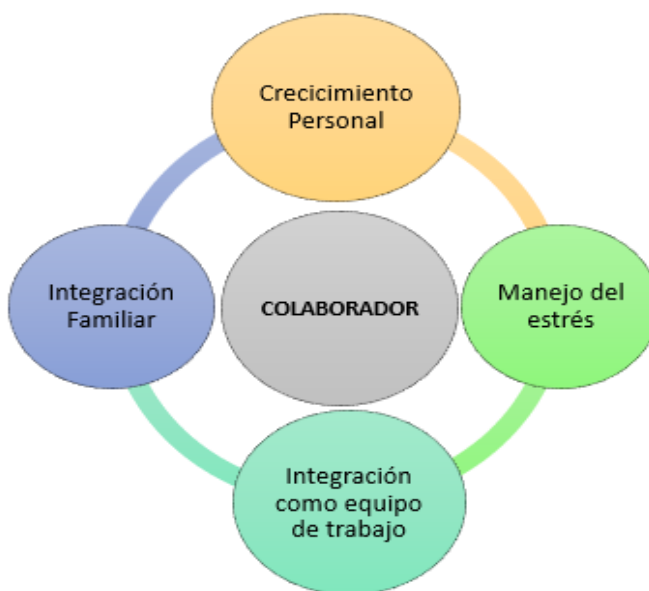 Crecicimiento
Personal
Integración
Familiar
COLABORADOR
Manejo del
estrés
Integración
como equipo
de trabajo